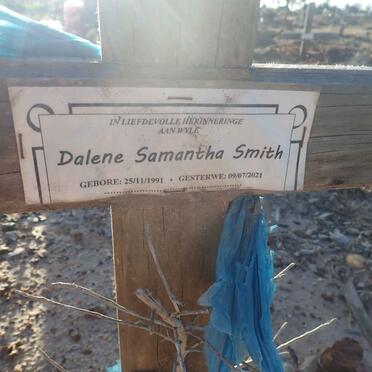 IN LIEFDEVOLLE HERINNERINGE
AAN WYLE
Dalene Samantha Smith
GEBORE: 25/11/1991 • GESTERWE: 09/07/2021